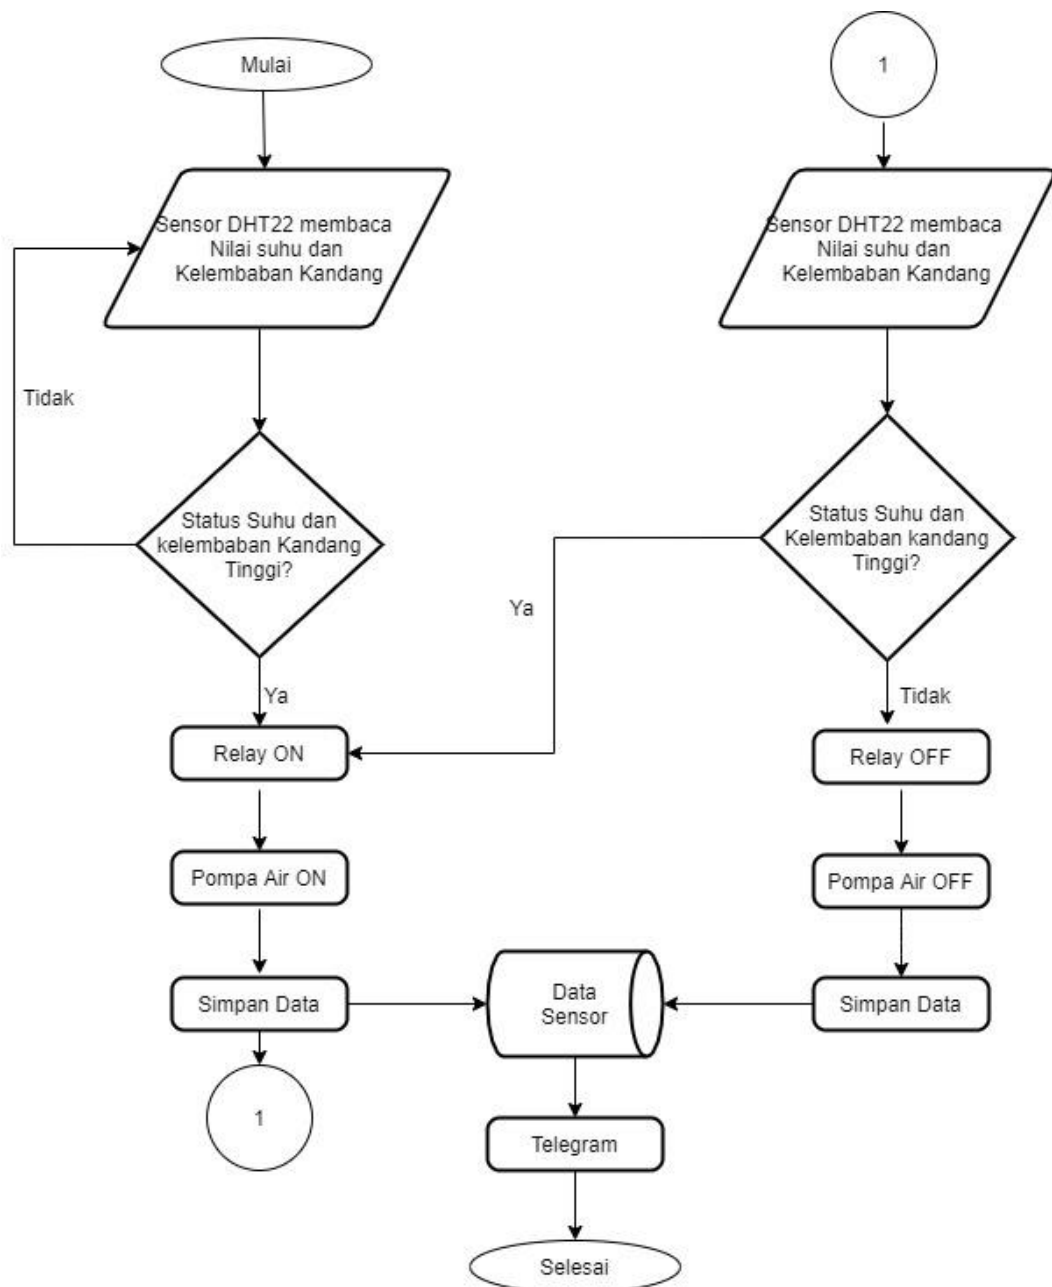 Mulai
Sensor DHT22 membaca
Nilai suhu dan
Kelembaban Kandang
Tidak
Status Suhu dan
kelembaban Kandang
Tinggi?
Ya
Relay ON
Pompa Air ON
Simpan Data
1
1
Sensor DHT22 membaca
Nilai suhu dan
Kelembaban Kandang
Status Suhu dan
Kelembaban kandang
Tinggi?
Ya
Tidak
Relay OFF
Pompa Air OFF
Simpan Data
Data
Sensor
Telegram
Selesai